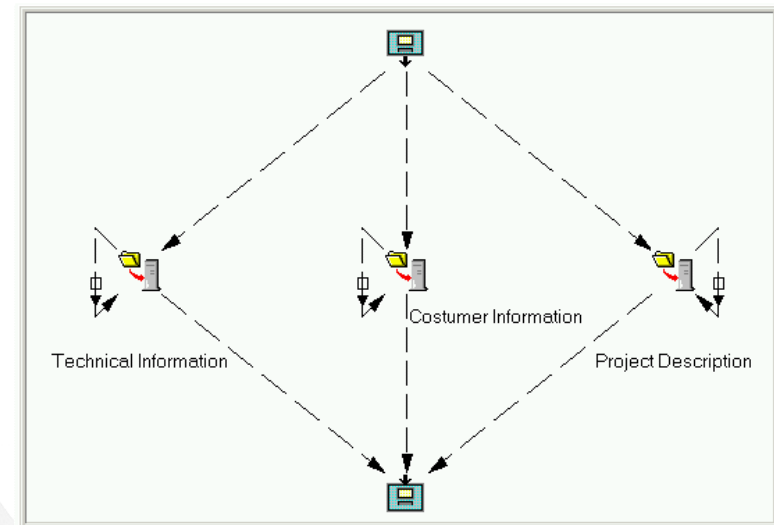 Costumer Information
Technical Information
Project Description